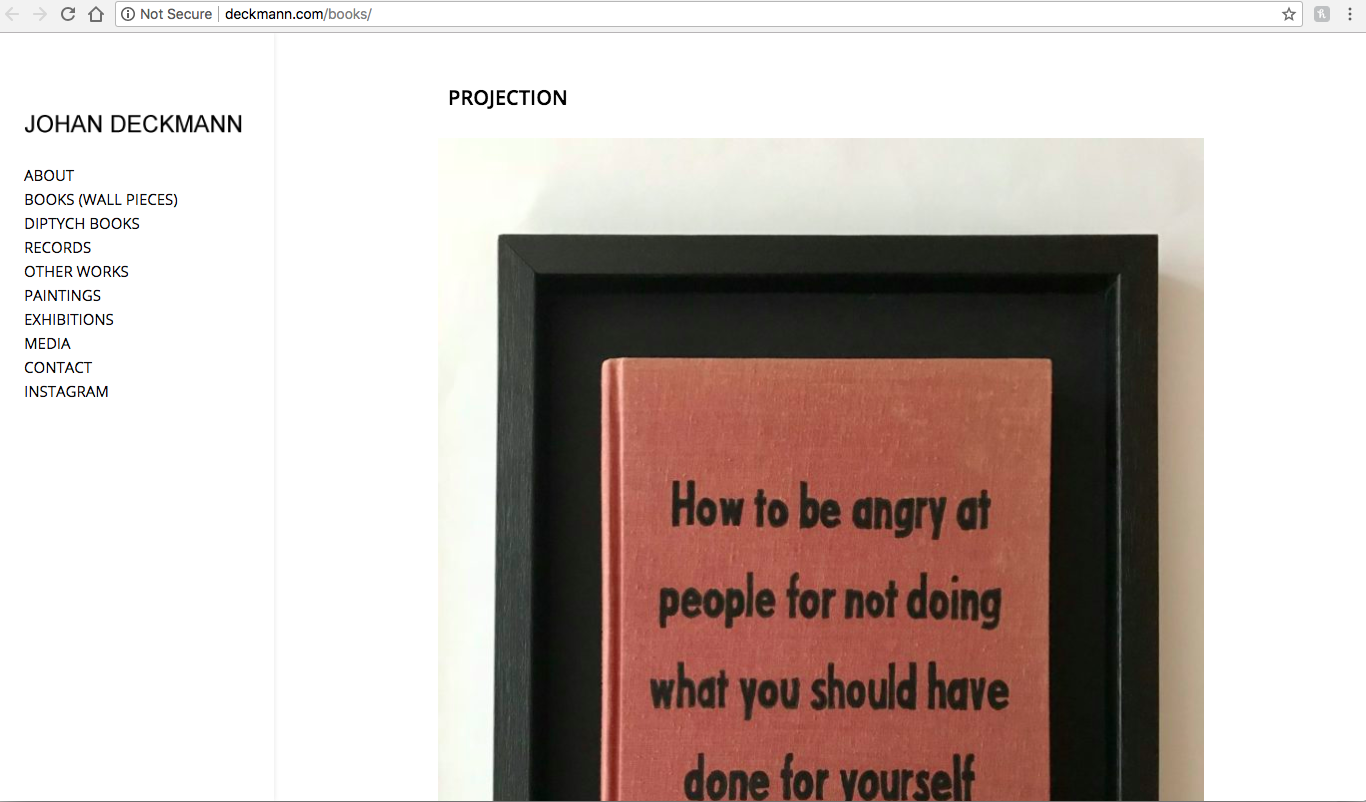 Not Secure | deckmann.com/books/
JOHAN DECKMANN
ABOUT
BOOKS (WALL PIECES)
DIPTYCH BOOKS
RECORDS
OTHER WORKS
PAINTINGS
EXHIBITIONS
MEDIA
CONTACT
INSTAGRAM
PROJECTION
How to be angry at
people for not doing
what you should have
done for yourself